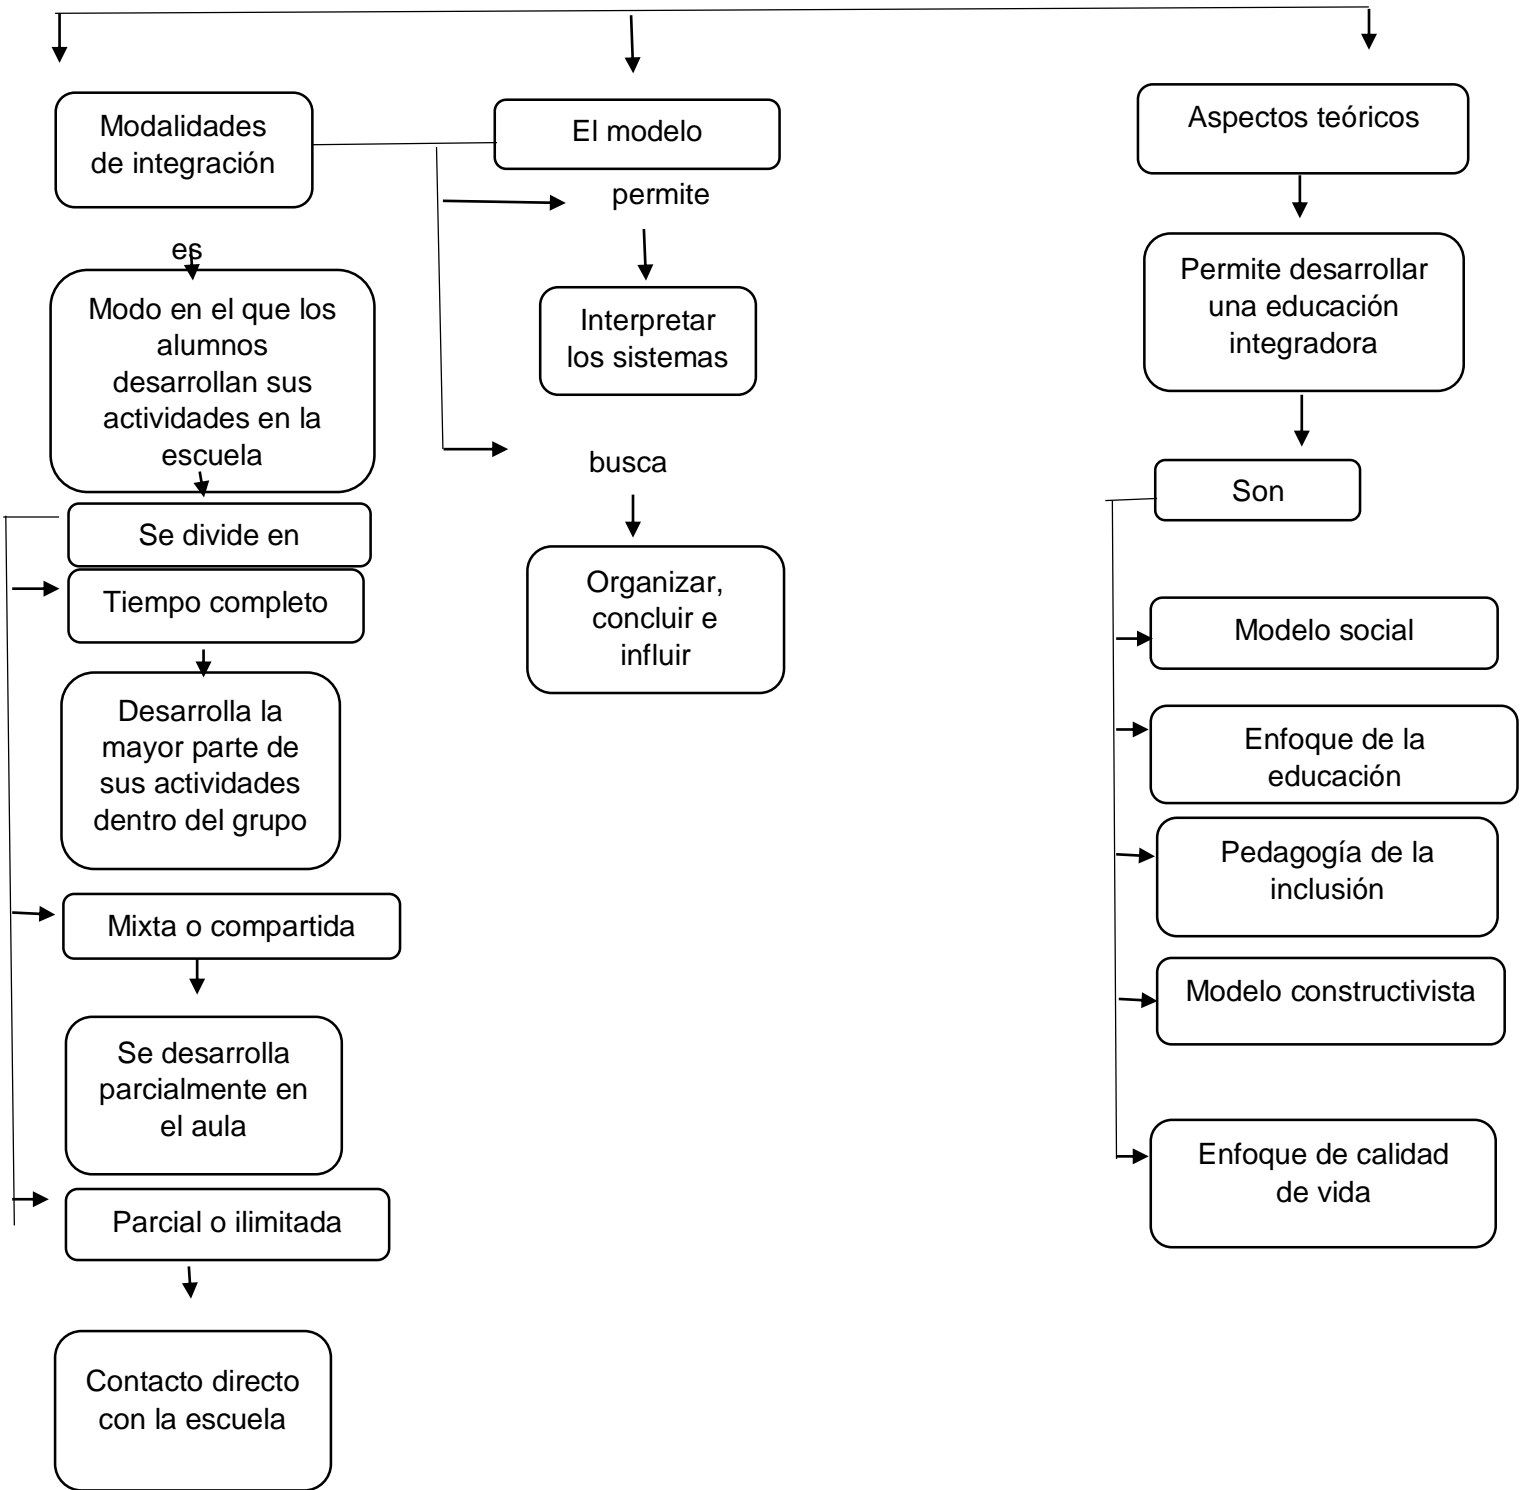 Modalidades
de integración
es
Modo en el que los
alumnos
desarrollan sus
actividades en la
escuela
Se divide en
Tiempo completo
Desarrolla la
mayor parte de
sus actividades
dentro del grupo
Mixta o compartida
Se desarrolla
parcialmente en
el aula
Parcial o ilimitada
Contacto directo
con la escuela
El modelo
permite
Interpretar
los sistemas
busca
Organizar,
concluir e
influir
Aspectos teóricos
Permite desarrollar
una educación
integradora
Son
Modelo social
Enfoque de la
educación
Pedagogía de la
inclusión
Modelo constructivista
Enfoque de calidad
de vida